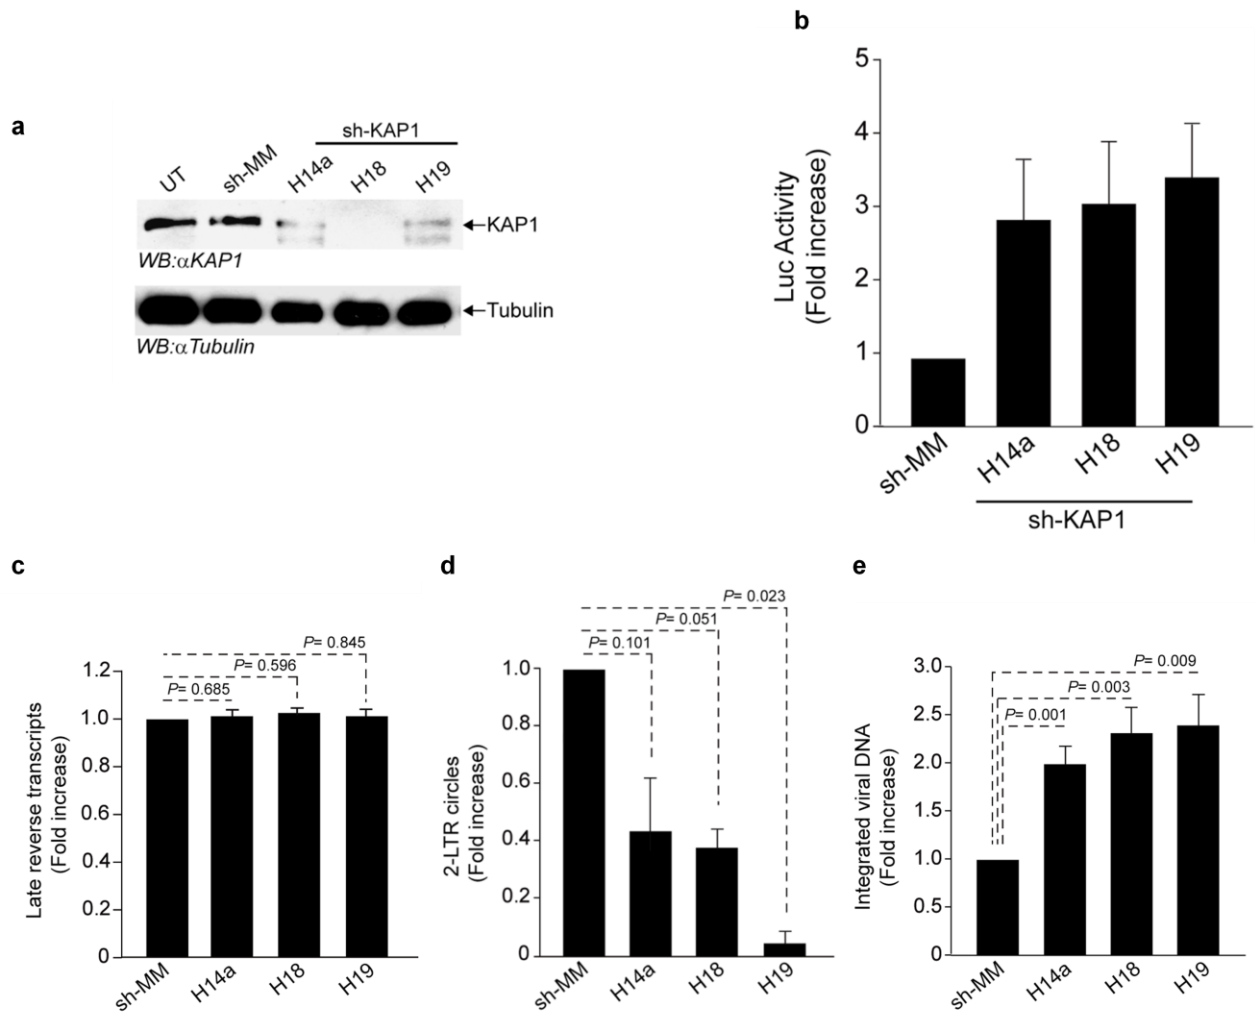 a
sh-KAP1
UT
sh-MM
H14a
H18
H19
KAP1
WB:αKAP1
Tubulin
WB:αTubulin
b
Luc Activity
(Fold increase)
5
4
3
2
1
0
sh-MM
H14a
H18
H19
sh-KAP1
c
Late reverse transcripts
(Fold increase)
P= 0.845
P= 0.596
P= 0.685
1.2
1.0
0.8
0.6
0.4
0.2
0
sh-MM
H14a
H18
H19
d
2-LTR circles
(Fold increase)
P= 0.023
P= 0.051
P= 0.101
1.0
0.8
0.6
0.4
0.2
0
sh-MM
H14a
H18
H19
e
Integrated viral DNA
(Fold increase)
P= 0.009
P= 0.003
P= 0.001
3.0
2.5
2.0
1.5
1.0
0.5
0
sh-MM
H14a
H18
H19